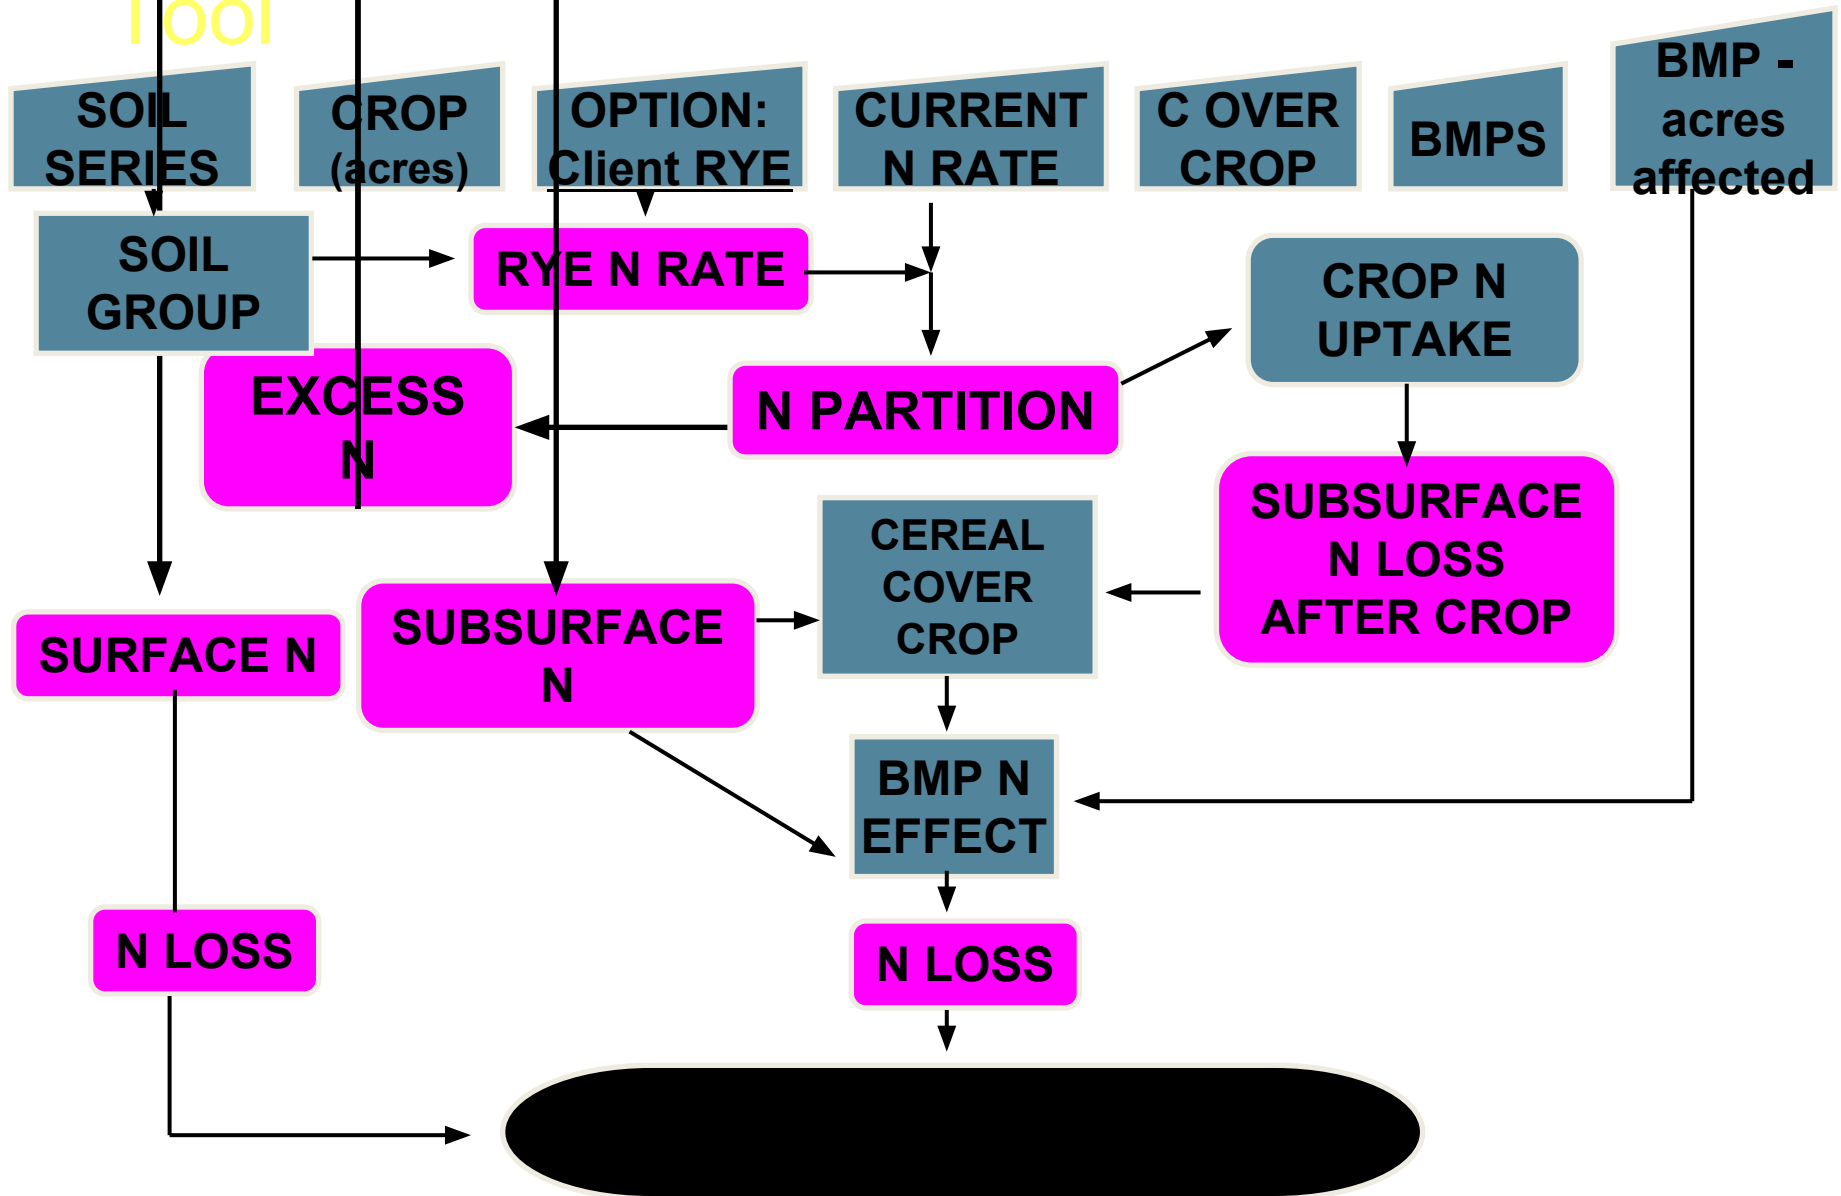 Tool
SOIL
SERIES
CROP
(acres)
OPTION:
Client RYE
CURRENT
N RATE
C OVER
CROP
BMPS
BMP -
acres
affected
SOIL
GROUP
RYE N RATE
CROP N
UPTAKE
EXCESS
N
N PARTITION
SUBSURFACE
N LOSS
AFTER CROP
CEREAL
COVER
CROP
SURFACE N
SUBSURFACE
N
BMP N
EFFECT
N LOSS
N LOSS